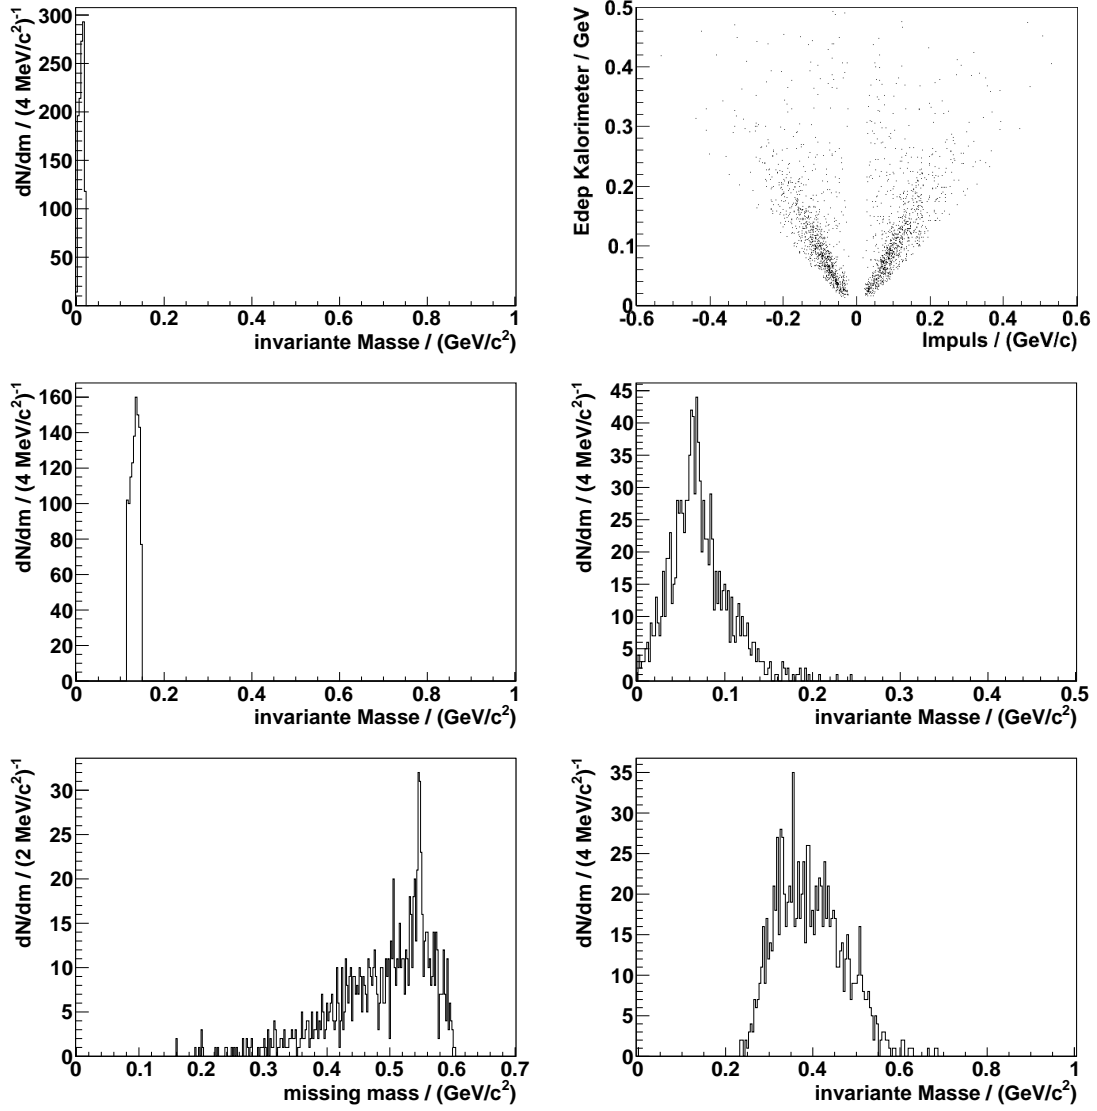 dN/dm / (4 MeV/c²)⁻¹
300
250
200
150
100
50
0
0 0.2 0.4 0.6 0.8 1
invariante Masse / (GeV/c²)
Edep Kalorimeter / GeV
0.5
0.4
0.3
0.2
0.1
0
-0.6 -0.4 -0.2 0 0.2 0.4 0.6
Impuls / (GeV/c)
dN/dm / (4 MeV/c²)⁻¹
160
140
120
100
80
60
40
20
0
0 0.2 0.4 0.6 0.8 1
invariante Masse / (GeV/c²)
dN/dm / (4 MeV/c²)⁻¹
45
40
35
30
25
20
15
10
5
0
0 0.1 0.2 0.3 0.4 0.5
invariante Masse / (GeV/c²)
dN/dm / (2 MeV/c²)⁻¹
30
25
20
15
10
5
0
0 0.1 0.2 0.3 0.4 0.5 0.6 0.7
missing mass / (GeV/c²)
dN/dm / (4 MeV/c²)⁻¹
35
30
25
20
15
10
5
0
0 0.2 0.4 0.6 0.8 1
invariante Masse / (GeV/c²)